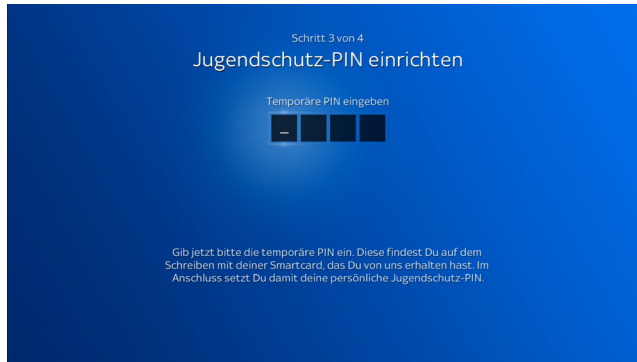 Schritt 3 von 4
Jugendschutz-PIN einrichten
Temporäre PIN eingeben
_
Gib jetzt bitte die temporäre PIN ein. Diese findest Du auf dem
Schreiben mit deiner Smartcard, das Du von uns erhalten hast. Im
Anschluss setzt Du damit deine persönliche Jugendschutz-PIN.